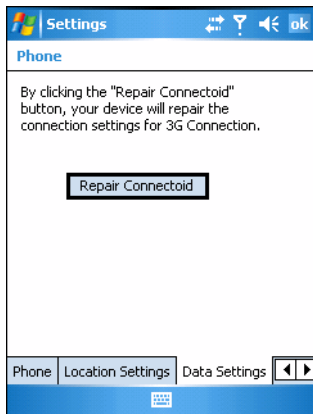 Settings
ok
Phone
By clicking the "Repair Connectoid"
button, your device will repair the
connection settings for 3G Connection.
Repair Connectoid
Phone Location Settings Data Settings